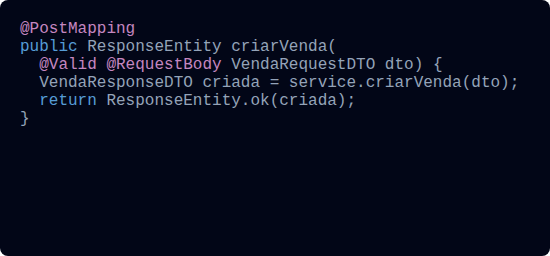 @PostMapping
public ResponseEntity criarVenda(
@Valid @RequestBody VendaRequestDTO dto) {
VendaResponseDTO criada = service.criarVenda(dto);
return ResponseEntity.ok(criada);
}